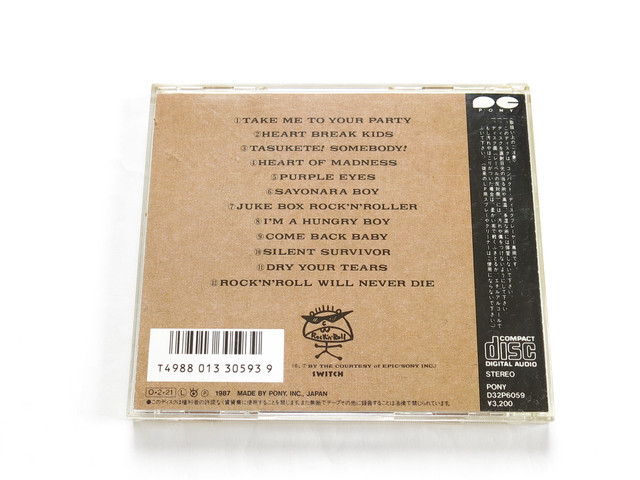 ①TAKE ME TO YOUR PARTY
②HEART BREAK KIDS
③TASUKETE! SOMEBODY!
④HEART OF MADNESS
⑤PURPLE EYES
⑥SAYONARA BOY
⑦JUKE BOX ROCK'N'ROLLER
⑧I'M A HUNGRY BOY
⑨COME BACK BABY
⑩SILENT SURVIVOR
⑪DRY YOUR TEARS
⑫ROCK'N'ROLL WILL NEVER DIE
Rock'n'Roll
BY THE COURTESY of EPIC/SONY INC.)
SWITCH
T4988 013 30593 9
O-2-21 Ⓛ Ⓟ 1987 MADE BY PONY, INC., JAPAN
PONY
COMPACT
disc
DIGITAL AUDIO
STEREO
PONY
D32P6059
¥3,200